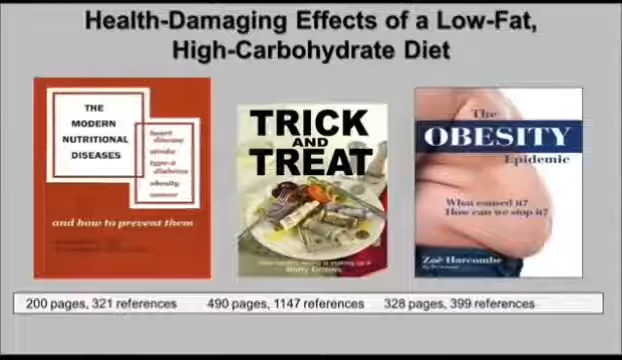 Health-Damaging Effects of a Low-Fat,
High-Carbohydrate Diet
THE
MODERN
NUTRITIONAL
DISEASES
heart
disease
stroke
type-2
diabetes
obesity
cancer
and how to prevent them
TRICK
AND
TREAT
Barry Groves
The
OBESITY
Epidemic
What caused it?
How can we stop it?
Zoë Harcombe
200 pages, 321 references
490 pages, 1147 references
328 pages, 399 references